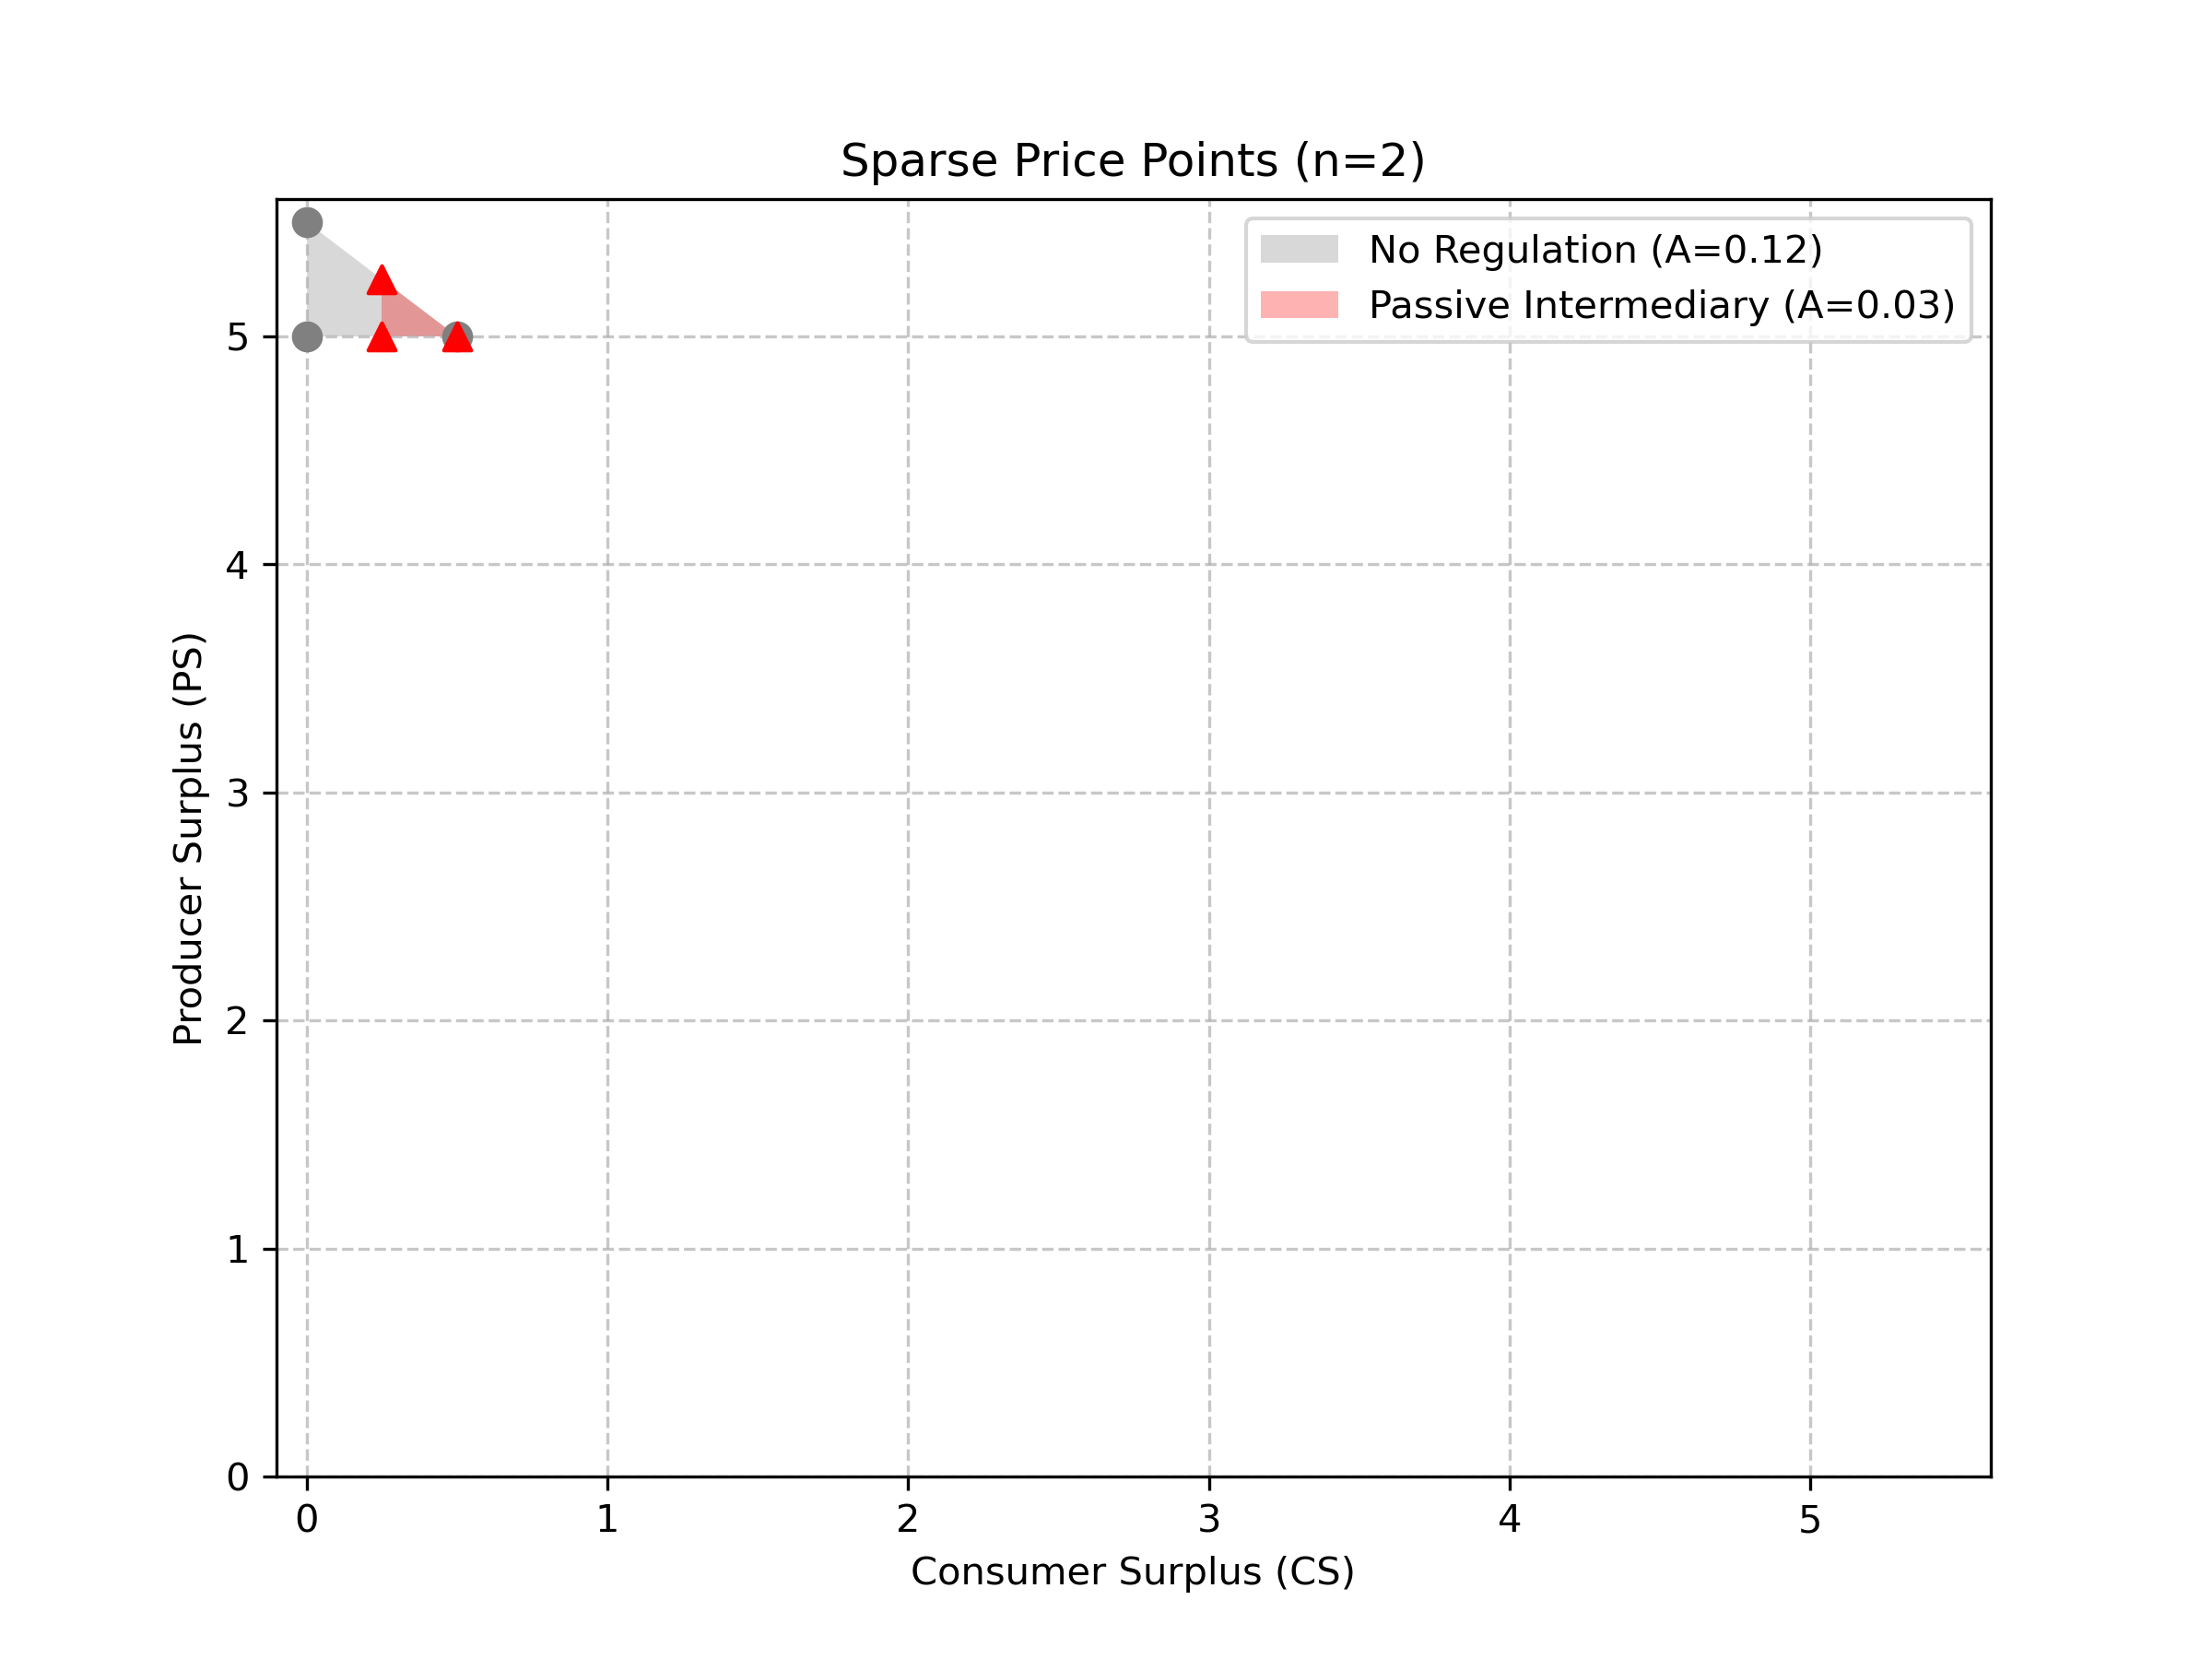 Sparse Price Points (n=2)
No Regulation (A=0.12)
Passive Intermediary (A=0.03)
Producer Surplus (PS)
5
4
3
2
1
0
0 1 2 3 4 5
Consumer Surplus (CS)